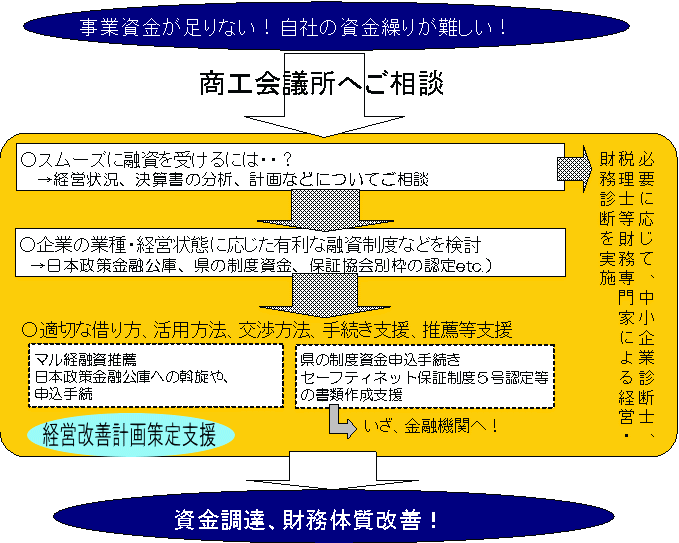 事業資金が足りない！自社の資金繰りが難しい！
商工会議所へご相談
○スムーズに融資を受けるには・・？
→経営状況、決算書の分析、計画などについてご相談
必要に応じて、中小企業診断士、
税理士等財務専門家による経営・
財務診断を実施
○企業の業種・経営状態に応じた有利な融資制度などを検討
→日本政策金融公庫、県の制度資金、保証協会別枠の認定etc.）
○適切な借り方、活用方法、交渉方法、手続き支援、推薦等支援
マル経融資推薦
日本政策金融公庫への斡旋や、
申込手続
県の制度資金申込手続き
セーフティネット保証制度５号認定等
の書類作成支援
いざ、金融機関へ！
経営改善計画策定支援
資金調達、財務体質改善！